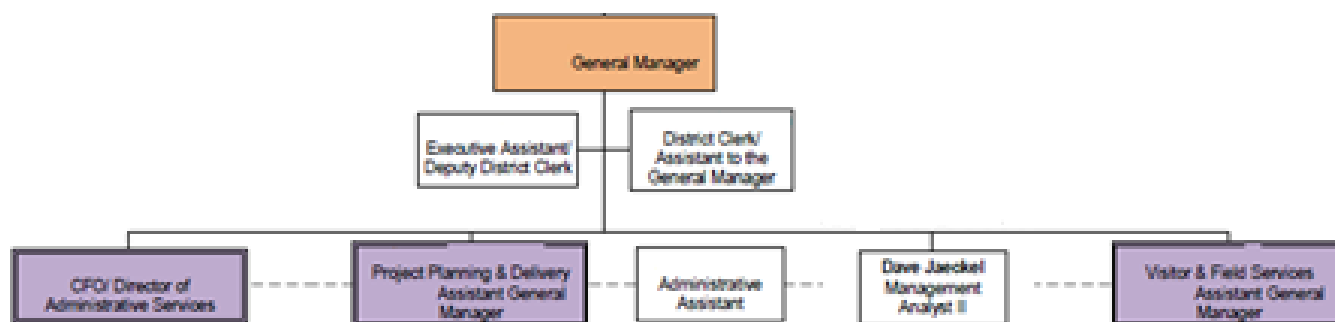 General Manager
Executive Assistant/
Deputy District Clerk
District Clerk/
Assistant to the
General Manager
CFO/ Director of
Administrative Services
Project Planning & Delivery
Assistant General
Manager
Administrative
Assistant
Dave Jaeckel
Management
Analyst II
Visitor & Field Services
Assistant General
Manager